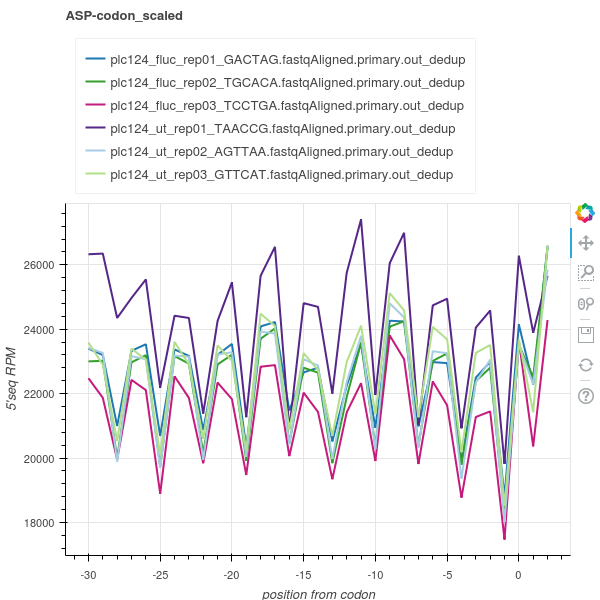 ASP-codon_scaled
plc124_fluc_rep01_GACTAG.fastqAligned.primary.out_dedup
plc124_fluc_rep02_TGCACA.fastqAligned.primary.out_dedup
plc124_fluc_rep03_TCCTGA.fastqAligned.primary.out_dedup
plc124_ut_rep01_TAACCG.fastqAligned.primary.out_dedup
plc124_ut_rep02_AGTTAA.fastqAligned.primary.out_dedup
plc124_ut_rep03_GTTCAT.fastqAligned.primary.out_dedup
26000
24000
22000
20000
18000
5'seq RPM
-30 -25 -20 -15 -10 -5 0
position from codon